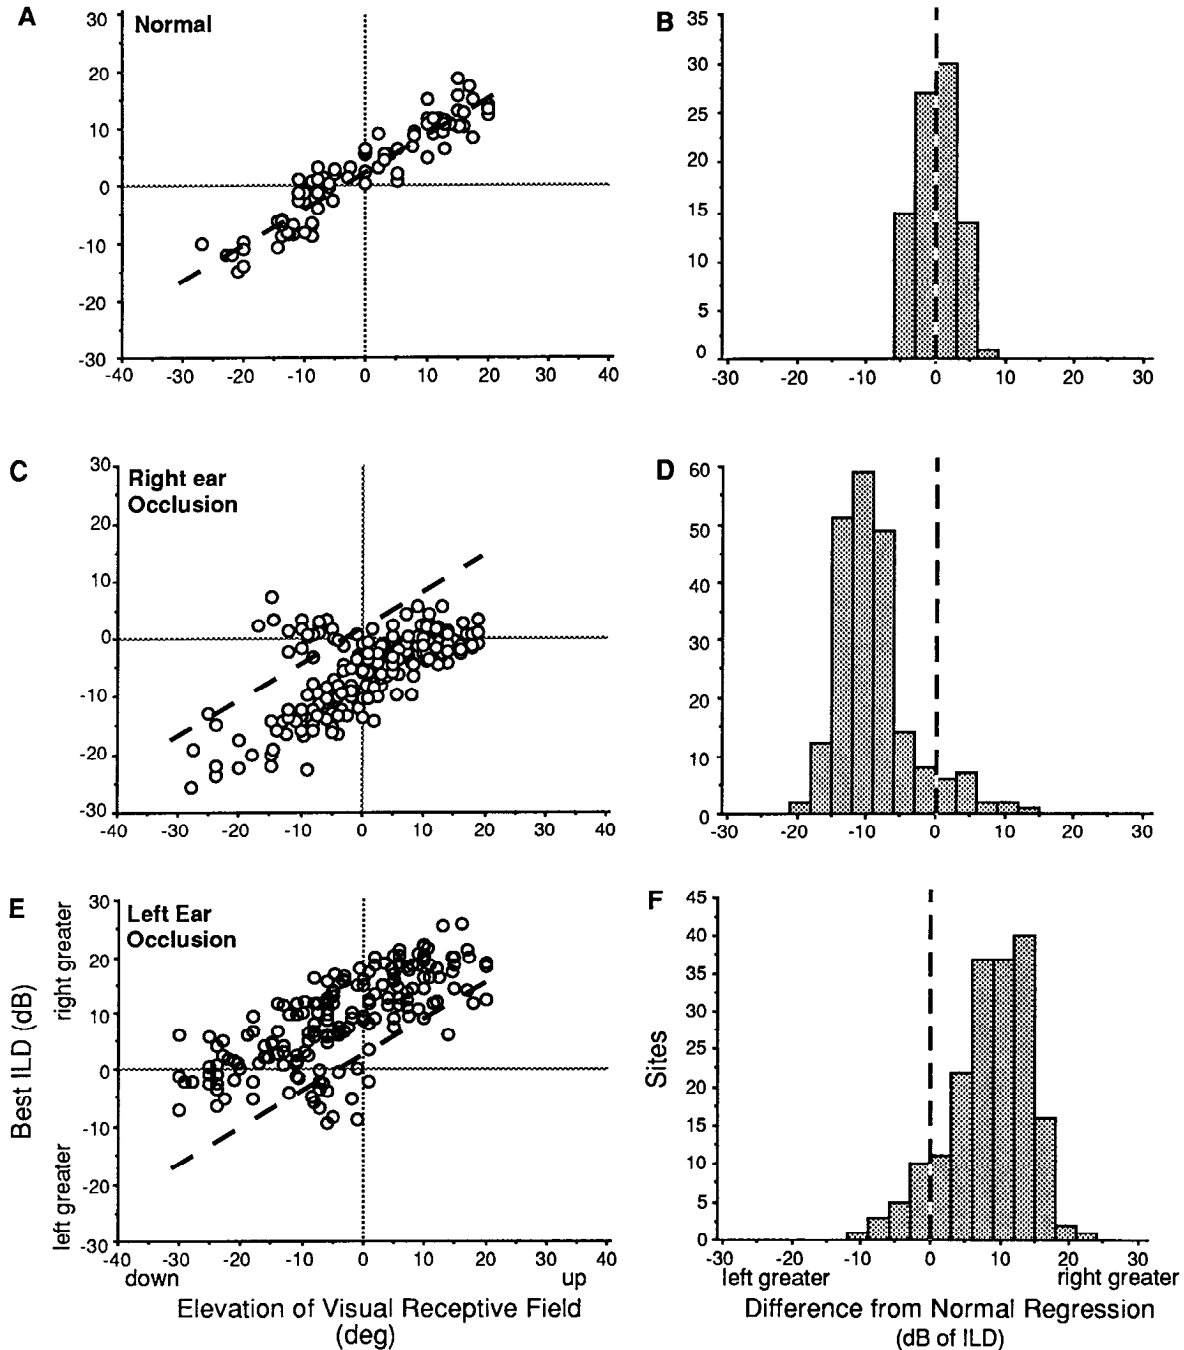 A
Normal
30
20
10
0
-10
-20
-30
-40 -30 -20 -10 0 10 20 30 40
B
35
30
25
20
15
10
5
0
-30 -20 -10 0 10 20 30
C
Right ear
Occlusion
30
20
10
0
-10
-20
-30
-40 -30 -20 -10 0 10 20 30 40
D
60
50
40
30
20
10
0
-30 -20 -10 0 10 20 30
E
Left Ear
Occlusion
Best ILD (dB)
right greater
left greater
30
20
10
0
-10
-20
-30
-40 -30 -20 -10 0 10 20 30 40
down up
Elevation of Visual Receptive Field
(deg)
F
Sites
45
40
35
30
25
20
15
10
5
0
-30 -20 -10 0 10 20 30
left greater right greater
Difference from Normal Regression
(dB of ILD)